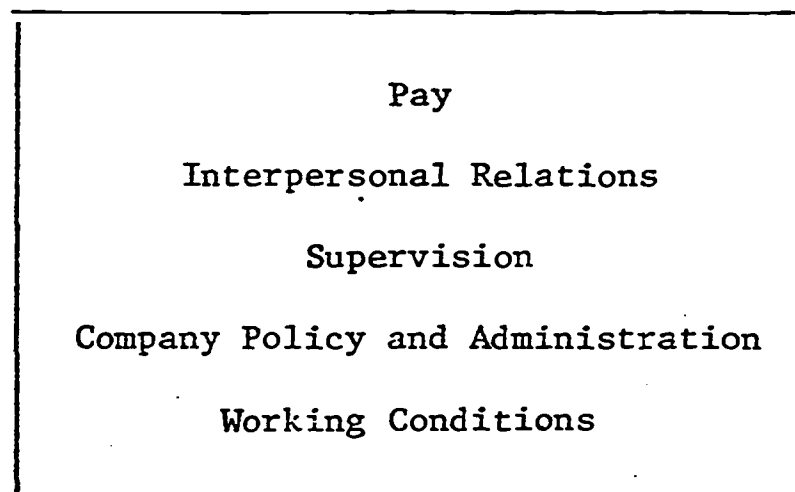 Pay
Interpersonal Relations
Supervision
Company Policy and Administration
Working Conditions